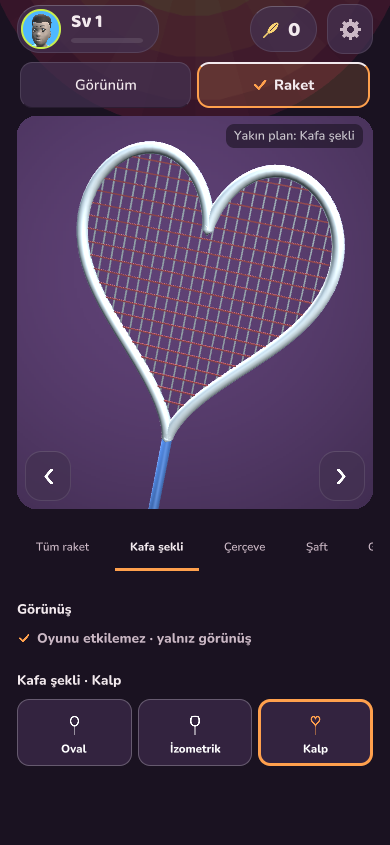 Sv 1
0
Görünüm
Raket
Yakın plan: Kafa şekli
Tüm raket
Kafa şekli
Çerçeve
Şaft
Görünüş
Oyunu etkilemez · yalnız görünüş
Kafa şekli · Kalp
Oval
İzometrik
Kalp